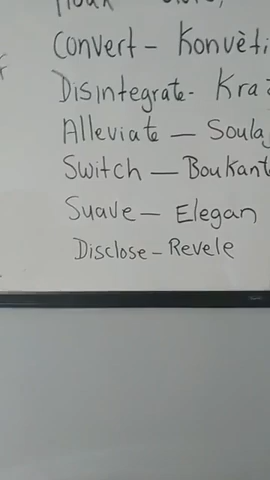 Convert - Konvèti
Disintegrate - Kra
Alleviate - Soula
Switch - Boukant
Suave - Elegan
Disclose - Revele